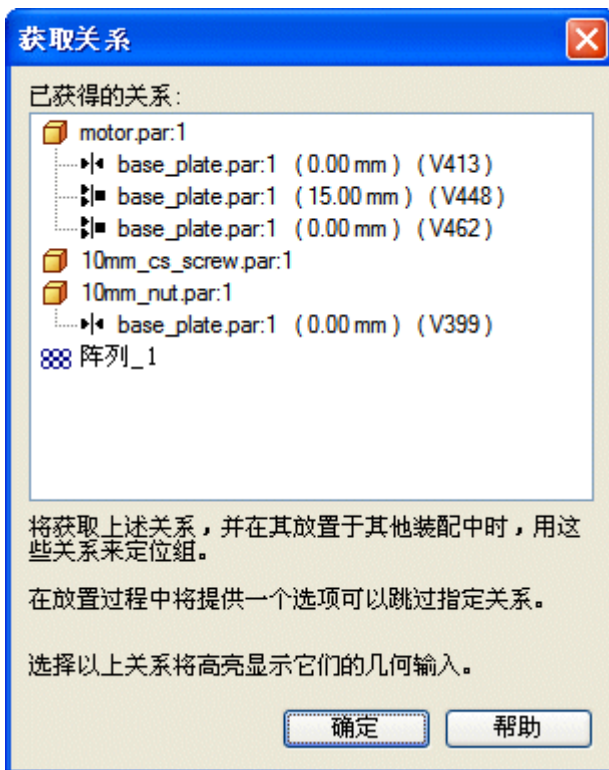 获取关系
已获得的关系:
motor.par:1
base_plate.par:1 ( 0.00 mm ) ( V413 )
base_plate.par:1 ( 15.00 mm ) ( V448 )
base_plate.par:1 ( 0.00 mm ) ( V462 )
10mm_cs_screw.par:1
10mm_nut.par:1
base_plate.par:1 ( 0.00 mm ) ( V399 )
阵列_1
将获取上述关系，并在其放置于其他装配中时，用这
些关系来定位组。
在放置过程中将提供一个选项可以跳过指定关系。
选择以上关系将高亮显示它们的几何输入。
确定
帮助